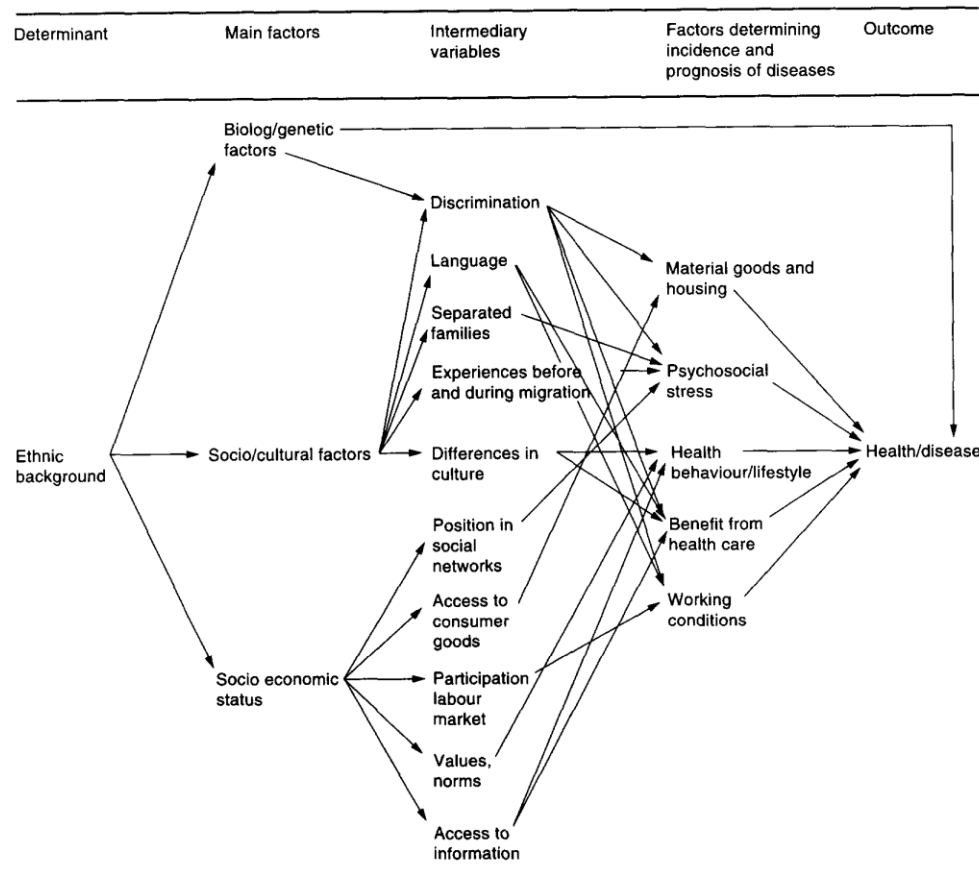 Determinant
Main factors
Intermediary
variables
Factors determining
incidence and
prognosis of diseases
Outcome
Biolog/genetic
factors
Discrimination
Language
Separated
families
Experiences before
and during migration
Differences in
culture
Position in
social
networks
Access to
consumer
goods
Participation
labour
market
Values,
norms
Access to
information
Ethnic
background
Socio/cultural factors
Socio economic
status
Material goods and
housing
Psychosocial
stress
Health
behaviour/lifestyle
Benefit from
health care
Working
conditions
Health/disease